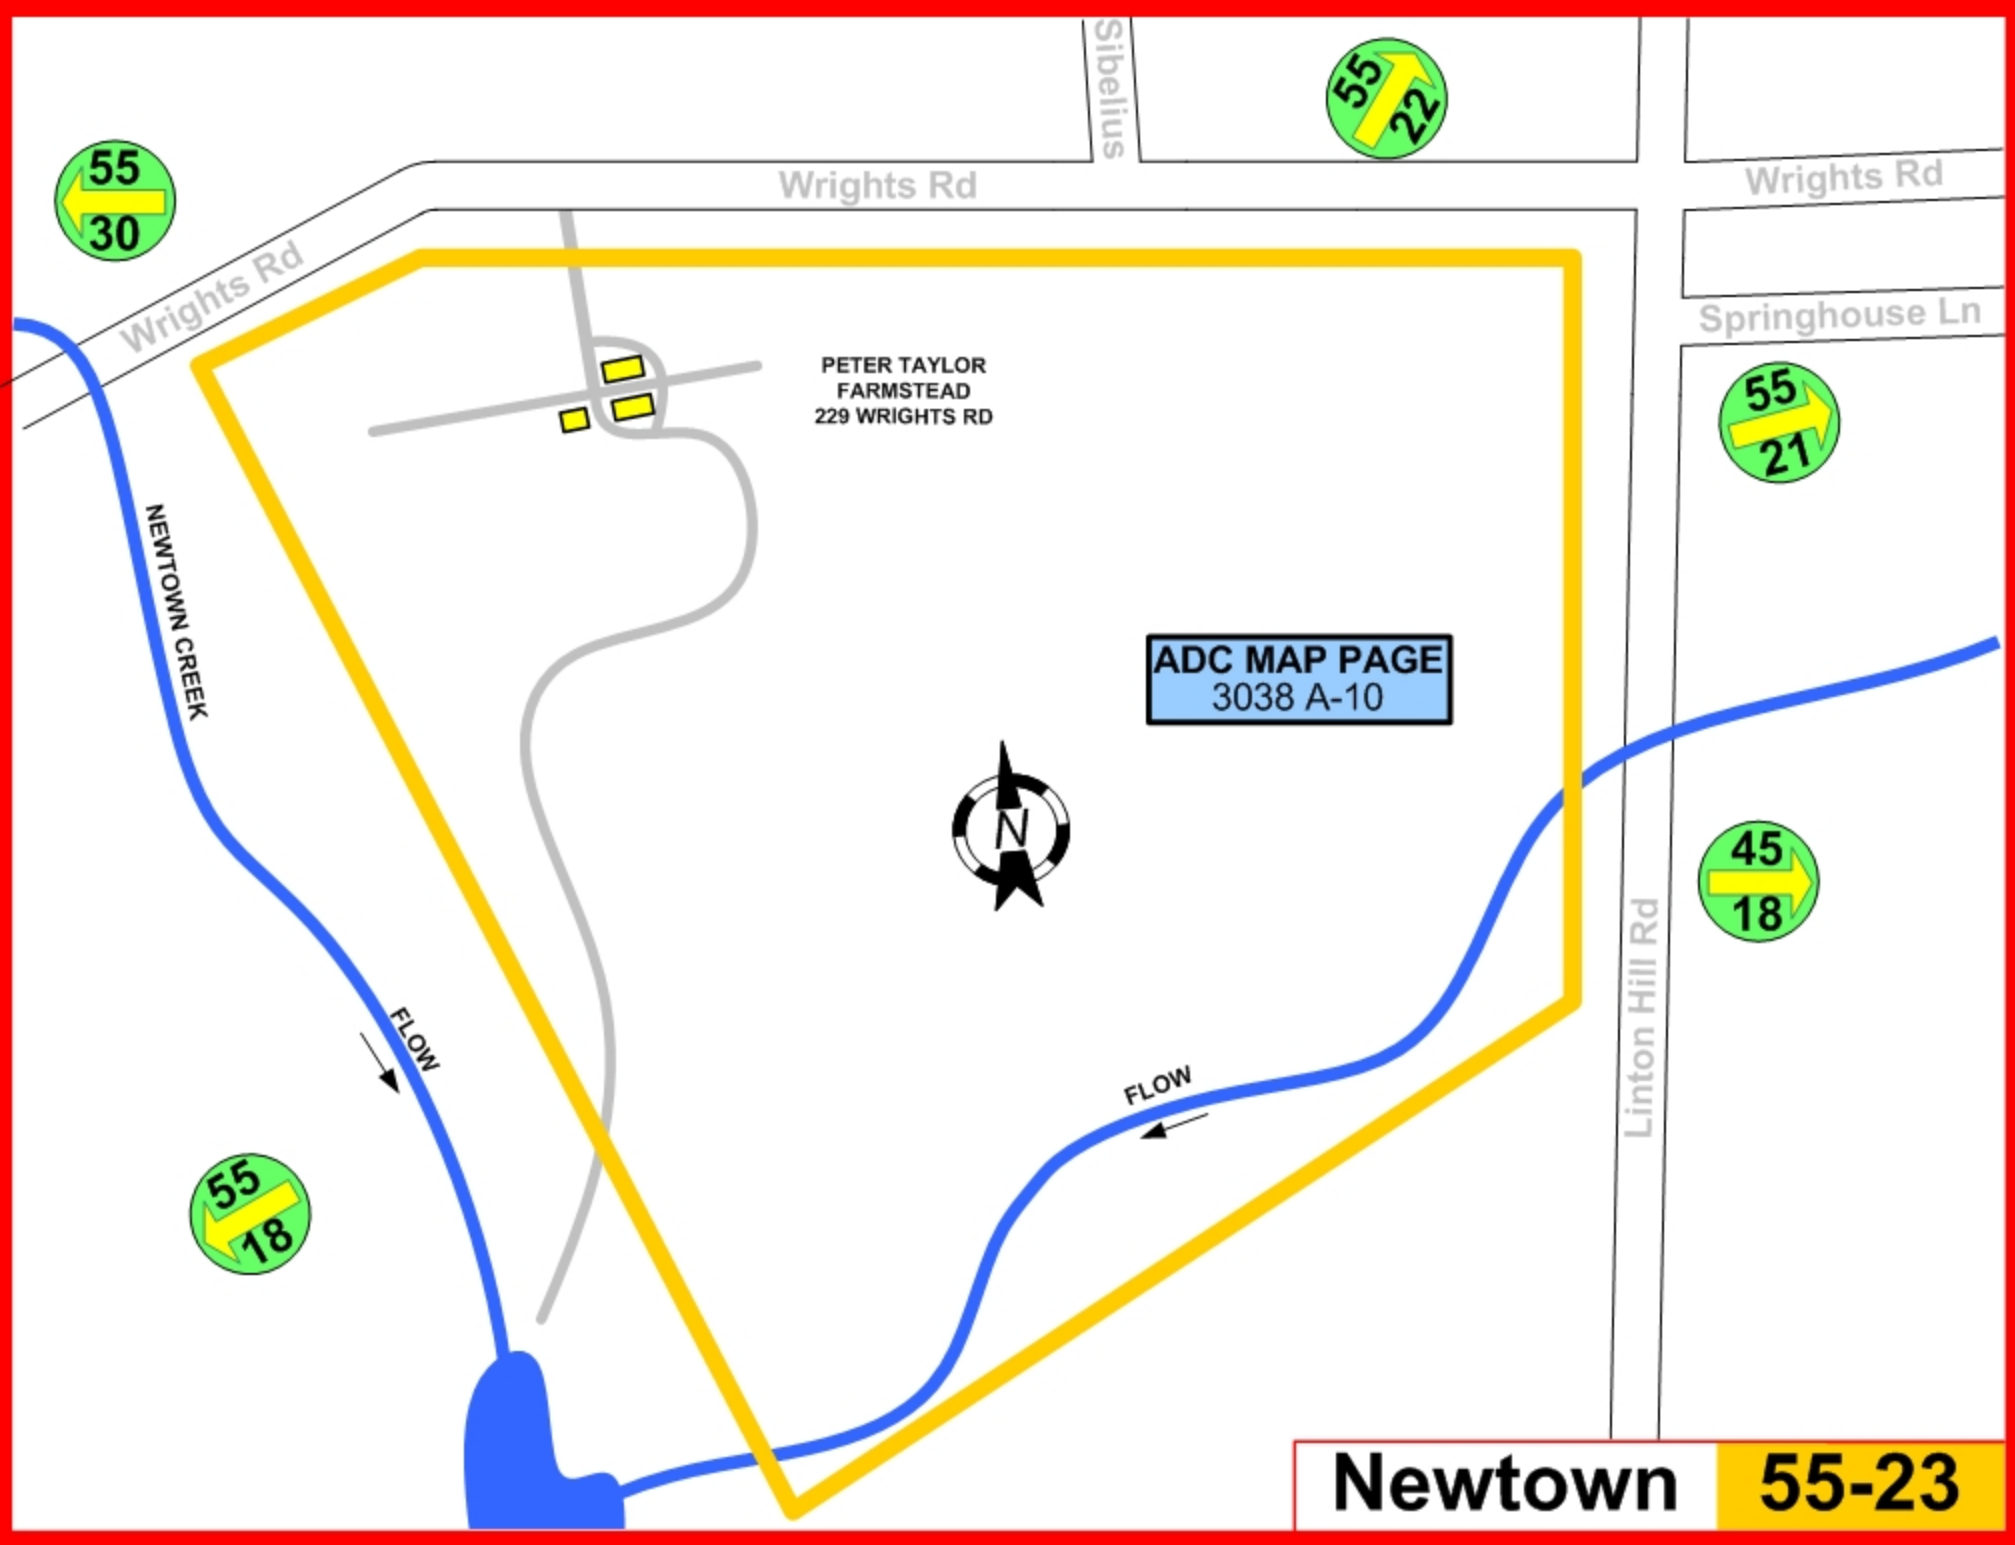 Sibelius
55
22
55
30
Wrights Rd
Wrights Rd
Wrights Rd
Springhouse Ln
PETER TAYLOR
FARMSTEAD
229 WRIGHTS RD
55
21
NEWTOWN CREEK
ADC MAP PAGE
3038 A-10
N
45
18
Linton Hill Rd
FLOW
FLOW
55
18
Newtown 55-23